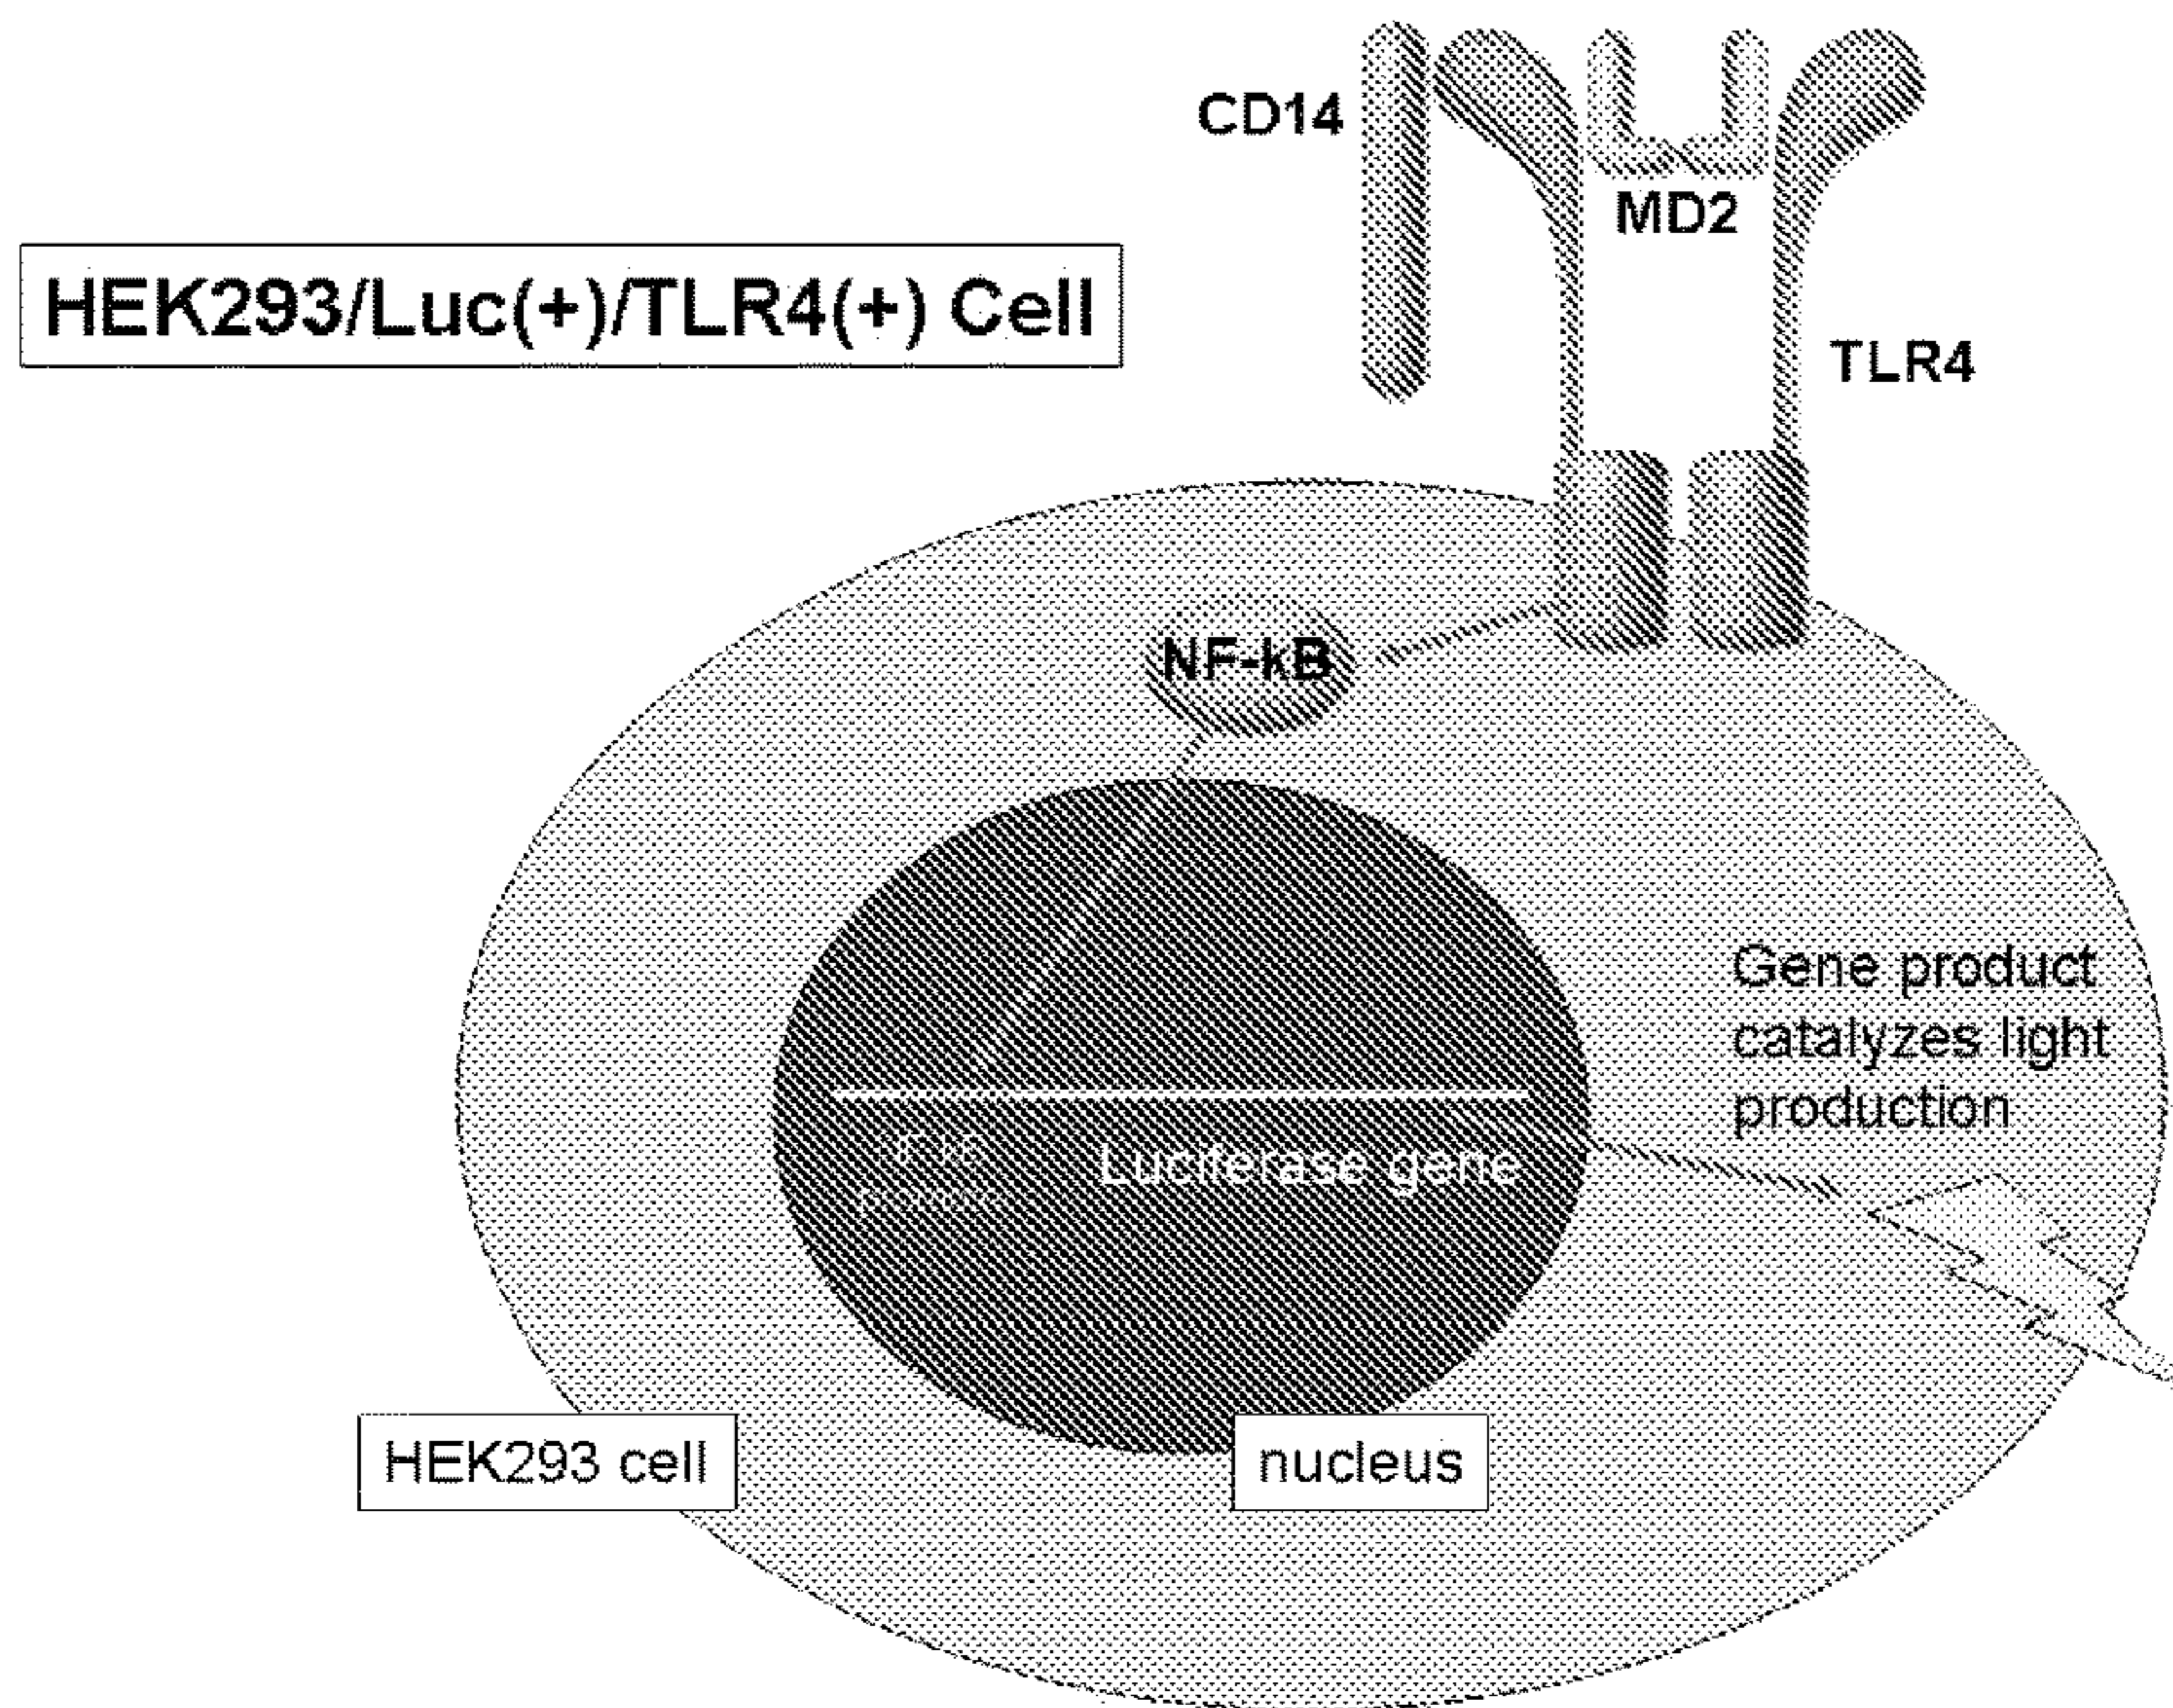 CD14
MD2
HEK293/Luc(+)/TLR4(+) Cell
TLR4
NF-kB
Gene product
catalyzes light
production
Luciferase gene
HEK293 cell
nucleus